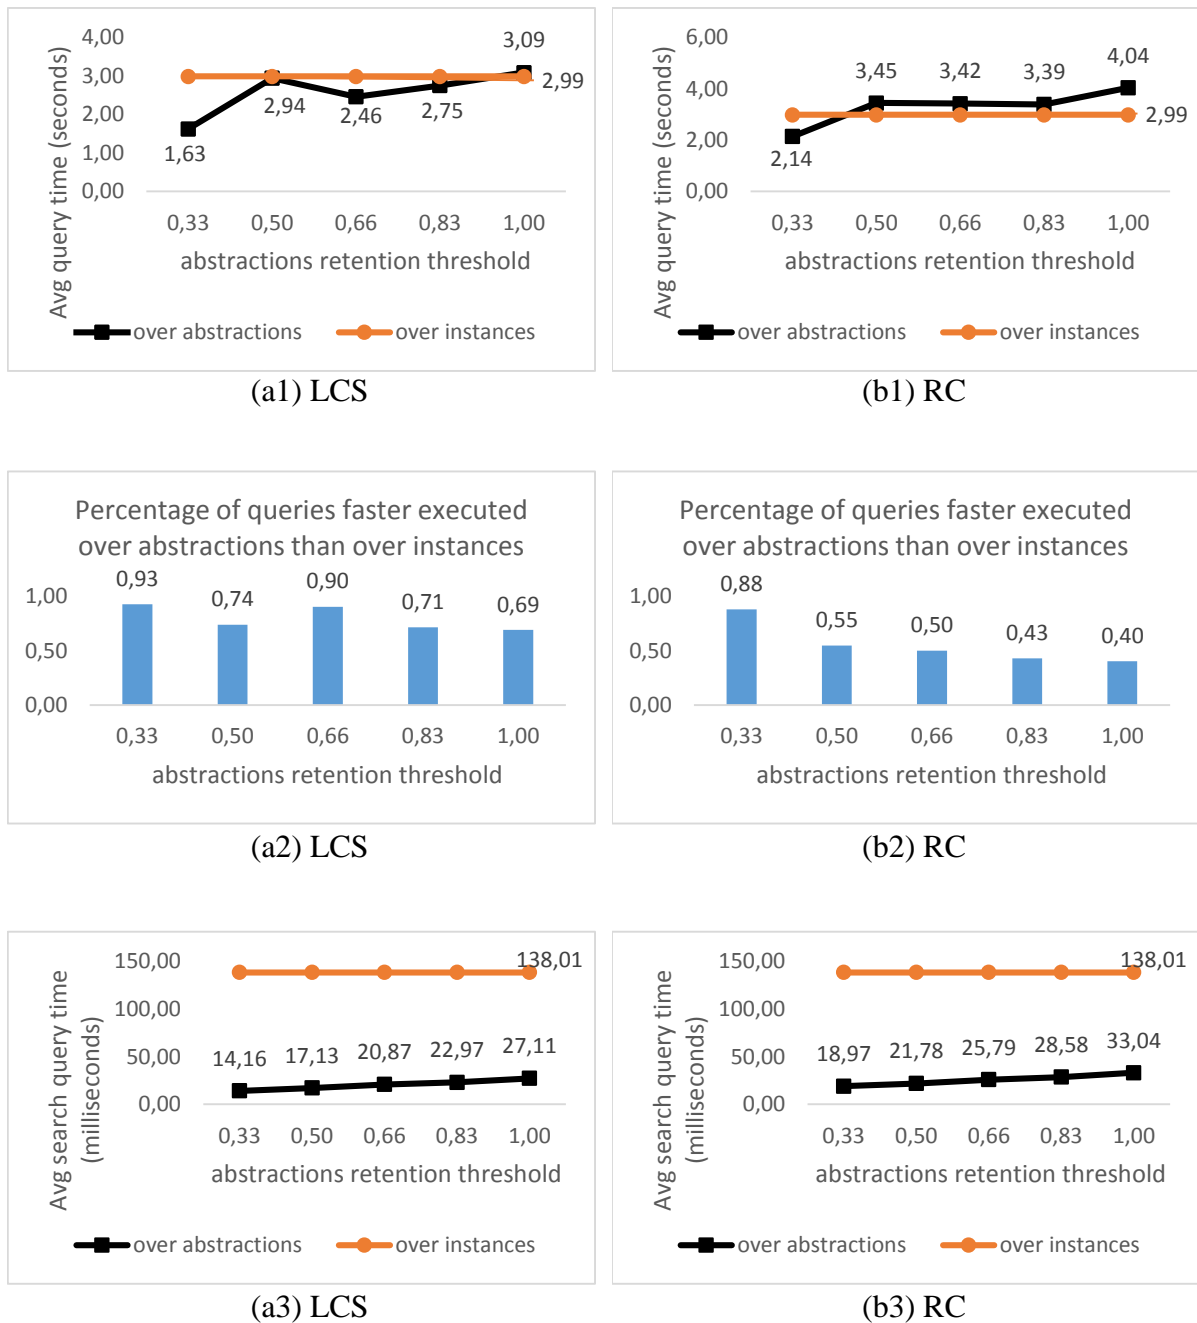 Avg query time (seconds)
4,00
3,00
2,00
1,00
0,00
1,63
2,94
2,46
2,75
3,09
2,99
0,33 0,50 0,66 0,83 1,00
abstractions retention threshold
over abstractions over instances
(a1) LCS
Avg query time (seconds)
6,00
4,00
2,00
0,00
2,14
3,45
3,42
3,39
4,04
2,99
0,33 0,50 0,66 0,83 1,00
abstractions retention threshold
over abstractions over instances
(b1) RC
Percentage of queries faster executed
over abstractions than over instances
1,00
0,50
0,00
0,93
0,74
0,90
0,71
0,69
0,33 0,50 0,66 0,83 1,00
abstractions retention threshold
(a2) LCS
Percentage of queries faster executed
over abstractions than over instances
1,00
0,50
0,00
0,88
0,55
0,50
0,43
0,40
0,33 0,50 0,66 0,83 1,00
abstractions retention threshold
(b2) RC
Avg search query time
(milliseconds)
150,00
100,00
50,00
0,00
138,01
14,16 17,13 20,87 22,97 27,11
0,33 0,50 0,66 0,83 1,00
abstractions retention threshold
over abstractions over instances
(a3) LCS
Avg search query time
(milliseconds)
150,00
100,00
50,00
0,00
138,01
18,97 21,78 25,79 28,58 33,04
0,33 0,50 0,66 0,83 1,00
abstractions retention threshold
over abstractions over instances
(b3) RC